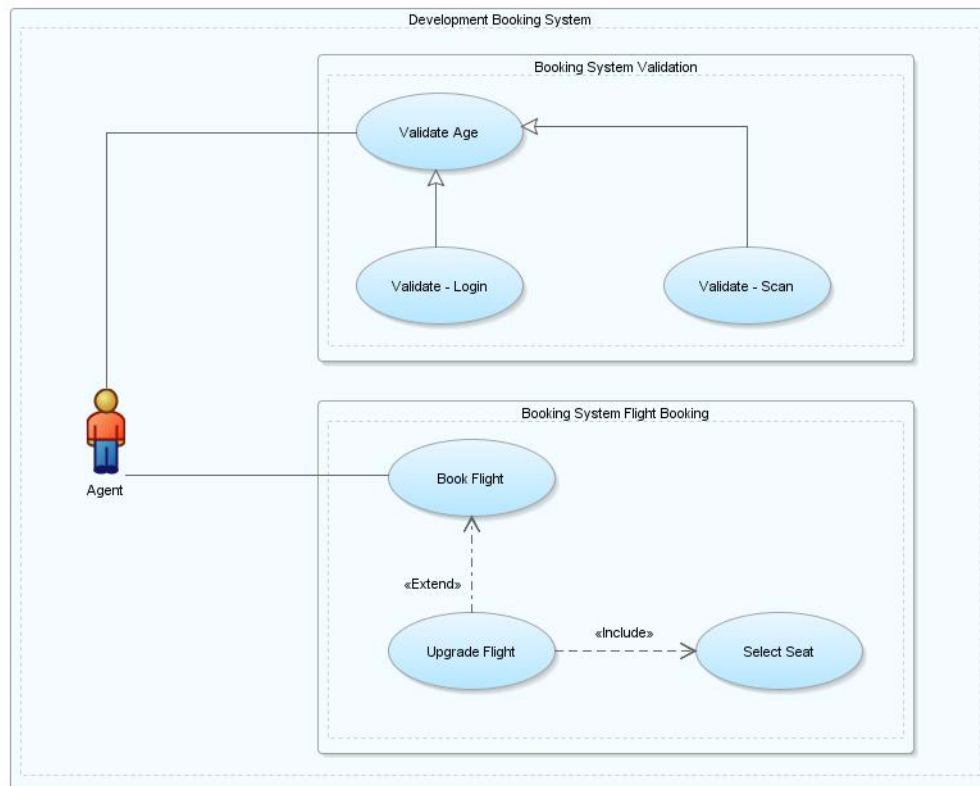 Development Booking System
Booking System Validation
Validate Age
Validate - Login
Validate - Scan
Agent
Booking System Flight Booking
Book Flight
«Extend»
Upgrade Flight
«Include»
Select Seat